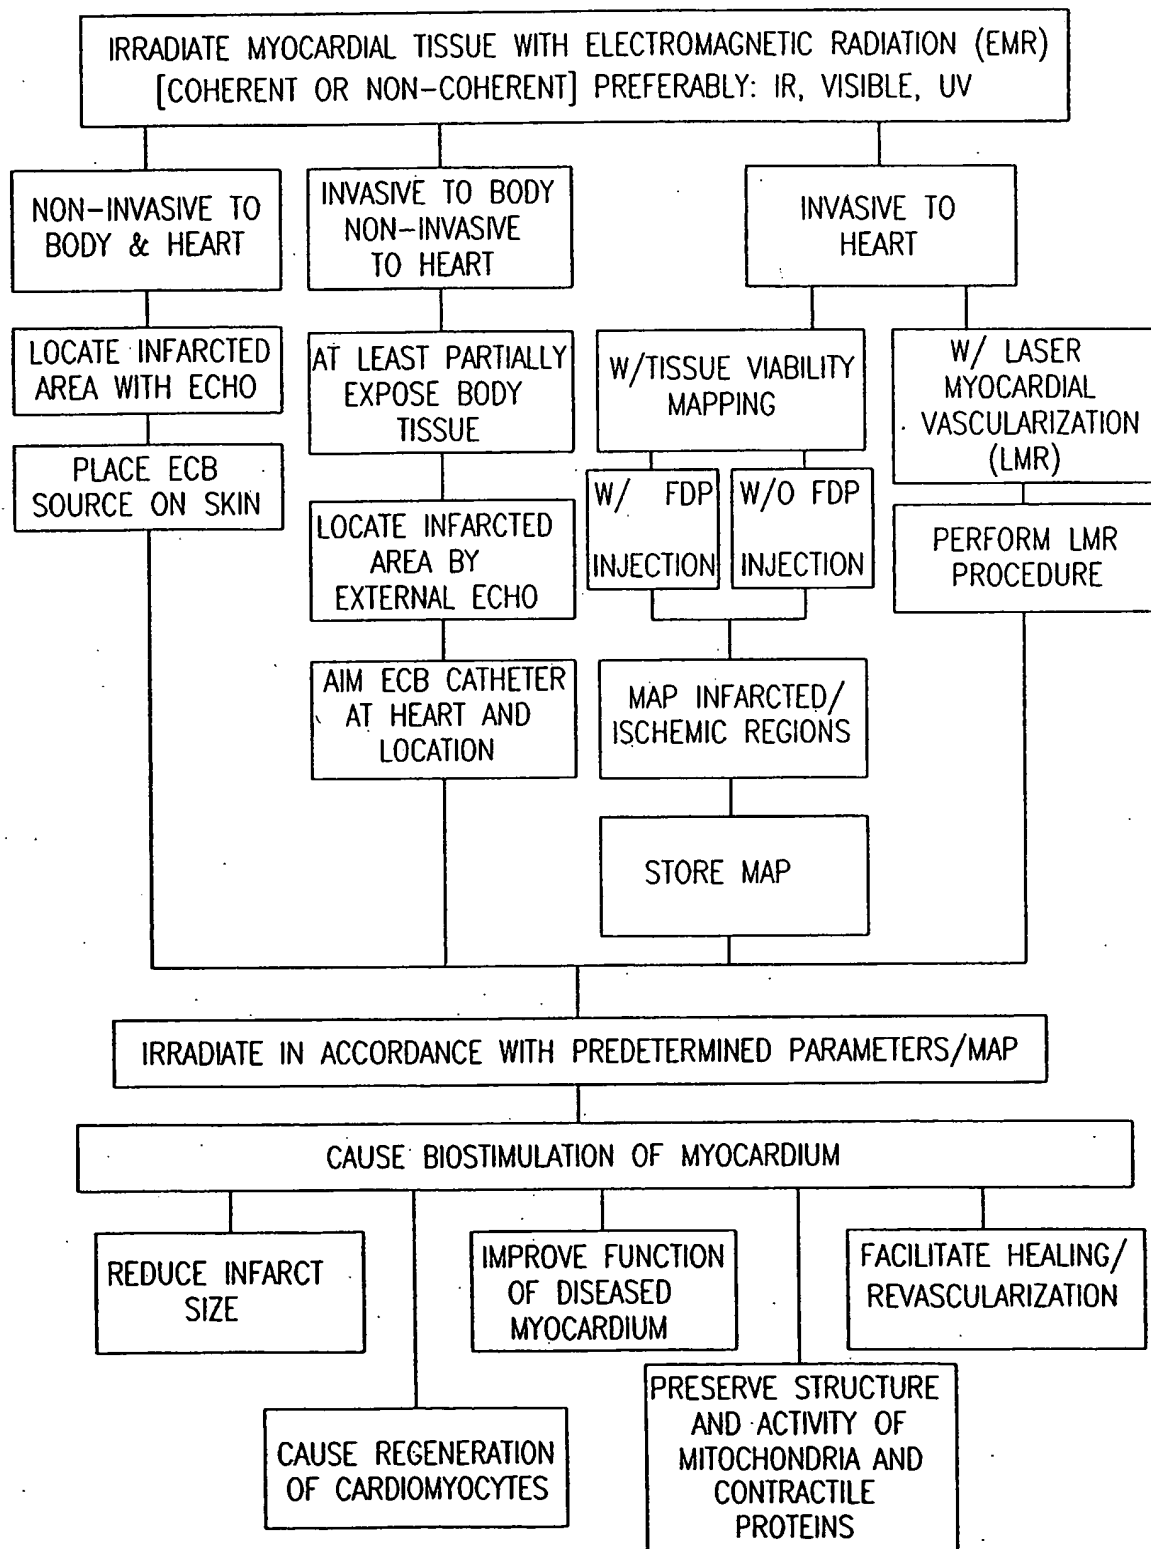 IRRADIATE MYOCARDIAL TISSUE WITH ELECTROMAGNETIC RADIATION (EMR)
[COHERENT OR NON-COHERENT] PREFERABLY: IR, VISIBLE, UV
NON-INVASIVE TO
BODY & HEART
INVASIVE TO BODY
NON-INVASIVE
TO HEART
INVASIVE TO
HEART
LOCATE INFARCTED
AREA WITH ECHO
AT LEAST PARTIALLY
EXPOSE BODY
TISSUE
W/TISSUE VIABILITY
MAPPING
W/ LASER
MYOCARDIAL
VASCULARIZATION
(LMR)
PLACE ECB
SOURCE ON SKIN
LOCATE INFARCTED
AREA BY
EXTERNAL ECHO
W/ FDP
INJECTION
W/O FDP
INJECTION
PERFORM LMR
PROCEDURE
AIM ECB CATHETER
AT HEART AND
LOCATION
MAP INFARCTED/
ISCHEMIC REGIONS
STORE MAP
IRRADIATE IN ACCORDANCE WITH PREDETERMINED PARAMETERS/MAP
CAUSE BIOSTIMULATION OF MYOCARDIUM
REDUCE INFARCT
SIZE
IMPROVE FUNCTION
OF DISEASED
MYOCARDIUM
FACILITATE HEALING/
REVASCULARIZATION
CAUSE REGENERATION
OF CARDIOMYOCYTES
PRESERVE STRUCTURE
AND ACTIVITY OF
MITOCHONDRIA AND
CONTRACTILE
PROTEINS